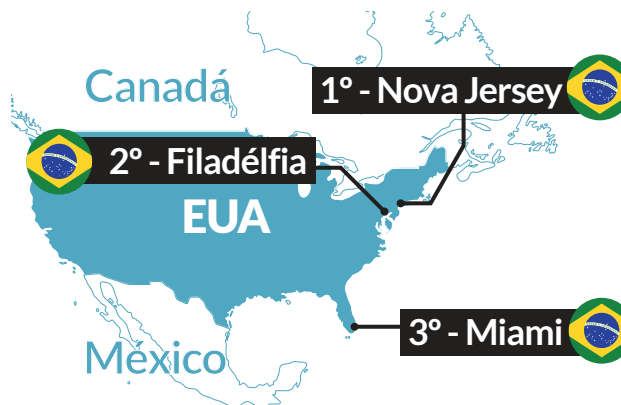 Canadá
1º - Nova Jersey
2º - Filadélfia
EUA
3º - Miami
México